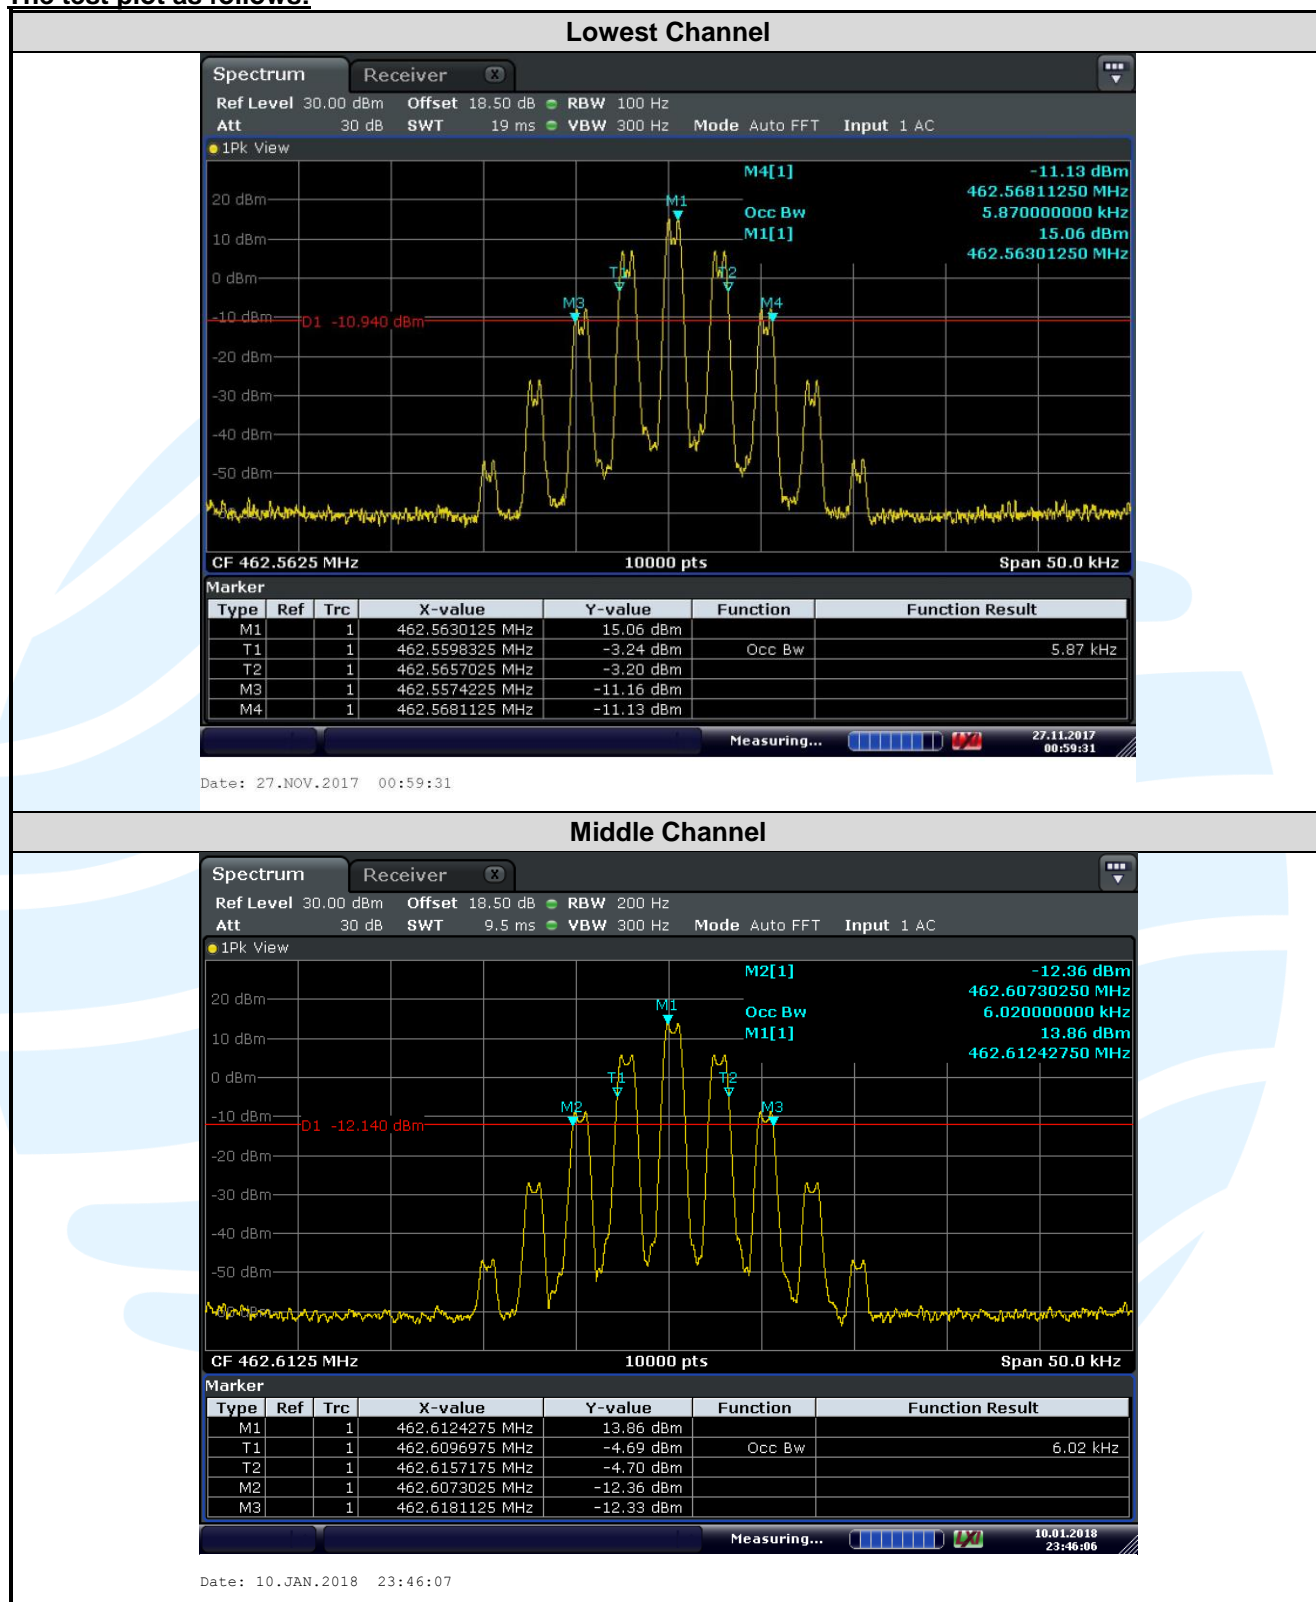 The test plot as follows:
Lowest Channel
Spectrum Receiver X
Ref Level 30.00 dBm Offset 18.50 dB RBW 100 Hz
Att 30 dB SWT 19 ms VBW 300 Hz Mode Auto FFT Input 1 AC
1Pk View
M4[1] -11.13 dBm
462.56811250 MHz
Occ Bw 5.870000000 kHz
M1[1] 15.06 dBm
462.56301250 MHz
20 dBm
M1
10 dBm
0 dBm
T1 T2
M3 M4
-10 dBm
D1 -10.940 dBm
-20 dBm
-30 dBm
-40 dBm
-50 dBm
CF 462.5625 MHz 10000 pts Span 50.0 kHz
Marker
Type Ref Trc X-value Y-value Function Function Result
M1 1 462.5630125 MHz 15.06 dBm
T1 1 462.5598325 MHz -3.24 dBm Occ Bw 5.87 kHz
T2 1 462.5657025 MHz -3.20 dBm
M3 1 462.5574225 MHz -11.16 dBm
M4 1 462.5681125 MHz -11.13 dBm
Measuring... LXI 27.11.2017
00:59:31
Date: 27.NOV.2017 00:59:31
Middle Channel
Spectrum Receiver X
Ref Level 30.00 dBm Offset 18.50 dB RBW 200 Hz
Att 30 dB SWT 9.5 ms VBW 300 Hz Mode Auto FFT Input 1 AC
1Pk View
M2[1] -12.36 dBm
462.60730250 MHz
Occ Bw 6.020000000 kHz
M1[1] 13.86 dBm
462.61242750 MHz
20 dBm
M1
10 dBm
0 dBm
T1 T2
M2 M3
-10 dBm
D1 -12.140 dBm
-20 dBm
-30 dBm
-40 dBm
-50 dBm
CF 462.6125 MHz 10000 pts Span 50.0 kHz
Marker
Type Ref Trc X-value Y-value Function Function Result
M1 1 462.6124275 MHz 13.86 dBm
T1 1 462.6096975 MHz -4.69 dBm Occ Bw 6.02 kHz
T2 1 462.6157175 MHz -4.70 dBm
M2 1 462.6073025 MHz -12.36 dBm
M3 1 462.6181125 MHz -12.33 dBm
Measuring... LXI 10.01.2018
23:46:06
Date: 10.JAN.2018 23:46:07